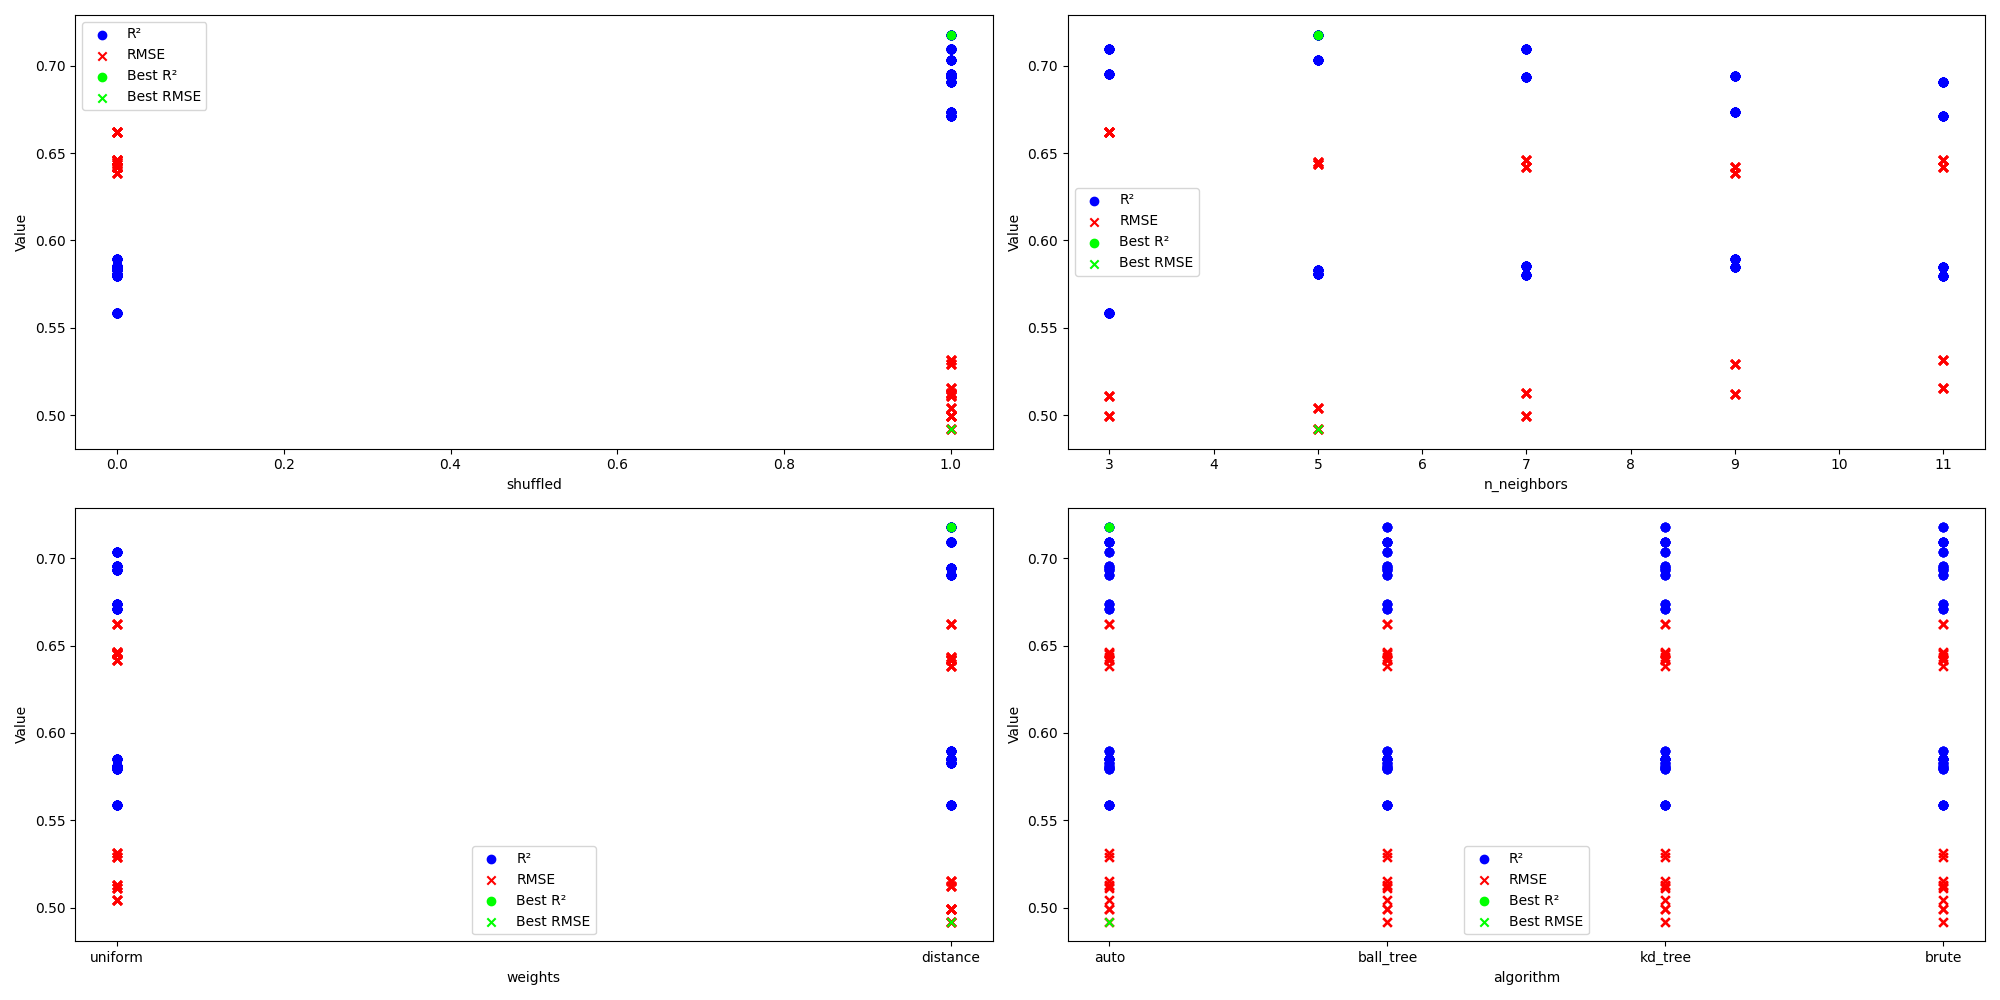 R²
RMSE
Best R²
Best RMSE
0.70
0.65
0.60
0.55
0.50
Value
0.0 0.2 0.4 0.6 0.8 1.0
shuffled
R²
RMSE
Best R²
Best RMSE
0.70
0.65
0.60
0.55
0.50
Value
3 4 5 6 7 8 9 10 11
n_neighbors
R²
RMSE
Best R²
Best RMSE
0.70
0.65
0.60
0.55
0.50
Value
uniform distance
weights
R²
RMSE
Best R²
Best RMSE
0.70
0.65
0.60
0.55
0.50
Value
auto ball_tree kd_tree brute
algorithm